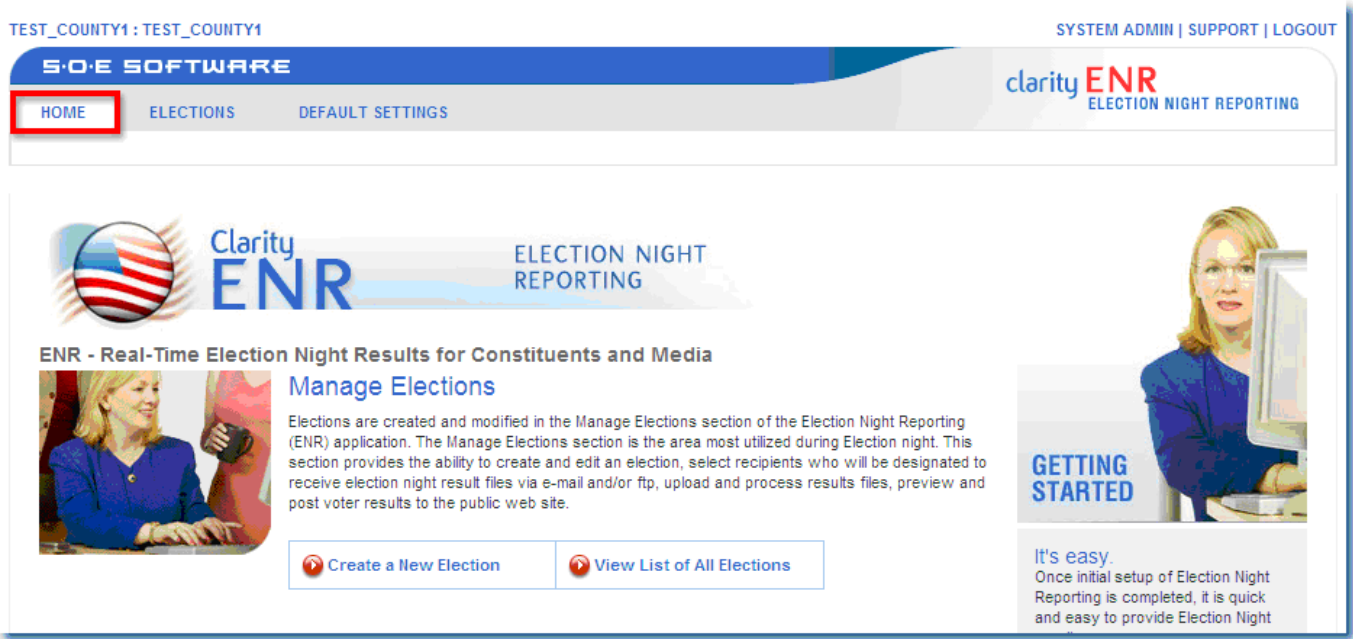 TEST_COUNTY1 : TEST_COUNTY1
SYSTEM ADMIN | SUPPORT | LOGOUT
S·O·E SOFTWARE
clarity ENR
ELECTION NIGHT REPORTING
HOME ELECTIONS DEFAULT SETTINGS
Clarity
ENR
ELECTION NIGHT
REPORTING
ENR - Real-Time Election Night Results for Constituents and Media
Manage Elections
Elections are created and modified in the Manage Elections section of the Election Night Reporting
(ENR) application. The Manage Elections section is the area most utilized during Election night. This
section provides the ability to create and edit an election, select recipients who will be designated to
receive election night result files via e-mail and/or ftp, upload and process results files, preview and
post voter results to the public web site.
Create a New Election
View List of All Elections
GETTING
STARTED
It's easy.
Once initial setup of Election Night
Reporting is completed, it is quick
and easy to provide Election Night